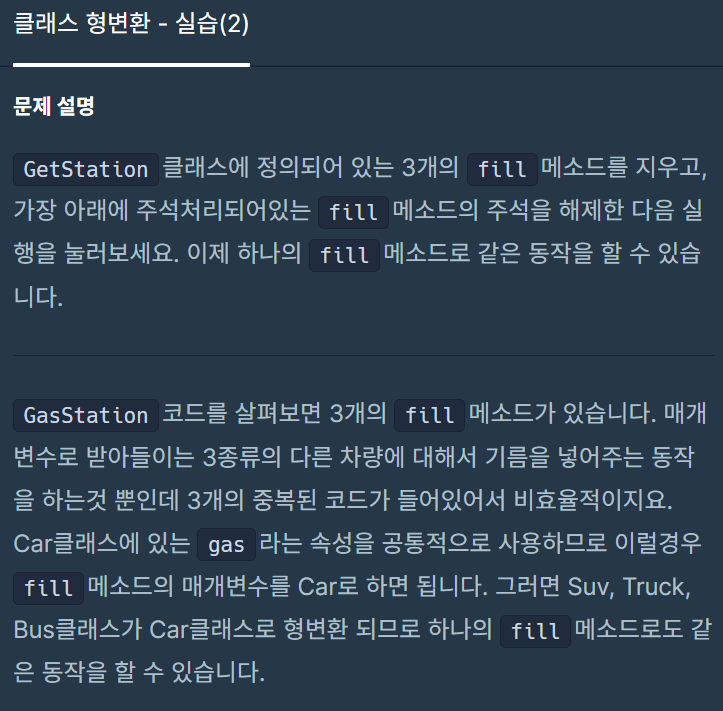 클래스 형변환 - 실습(2)
문제 설명
GetStation 클래스에 정의되어 있는 3개의 fill 메소드를 지우고,
가장 아래에 주석처리되어있는 fill 메소드의 주석을 해제한 다음 실
행을 눌러보세요. 이제 하나의 fill 메소드로 같은 동작을 할 수 있습
니다.
GasStation 코드를 살펴보면 3개의 fill 메소드가 있습니다. 매개
변수로 받아들이는 3종류의 다른 차량에 대해서 기름을 넣어주는 동작
을 하는것 뿐인데 3개의 중복된 코드가 들어있어서 비효율적이지요.
Car클래스에 있는 gas 라는 속성을 공통적으로 사용하므로 이럴경우
fill 메소드의 매개변수를 Car로 하면 됩니다. 그러면 Suv, Truck,
Bus클래스가 Car클래스로 형변환 되므로 하나의 fill 메소드로도 같
은 동작을 할 수 있습니다.